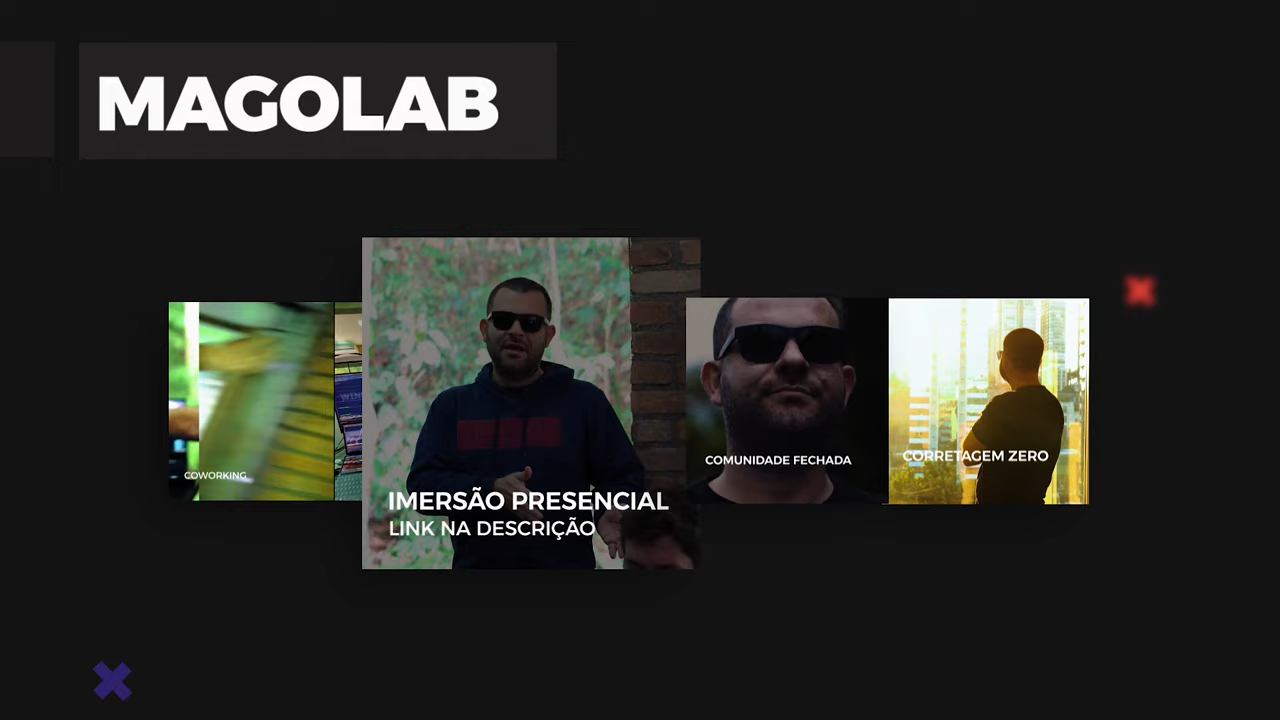 MAGOLAB
COWORKING
IMERSÃO PRESENCIAL
LINK NA DESCRIÇÃO
COMUNIDADE FECHADA
CORRETAGEM ZERO